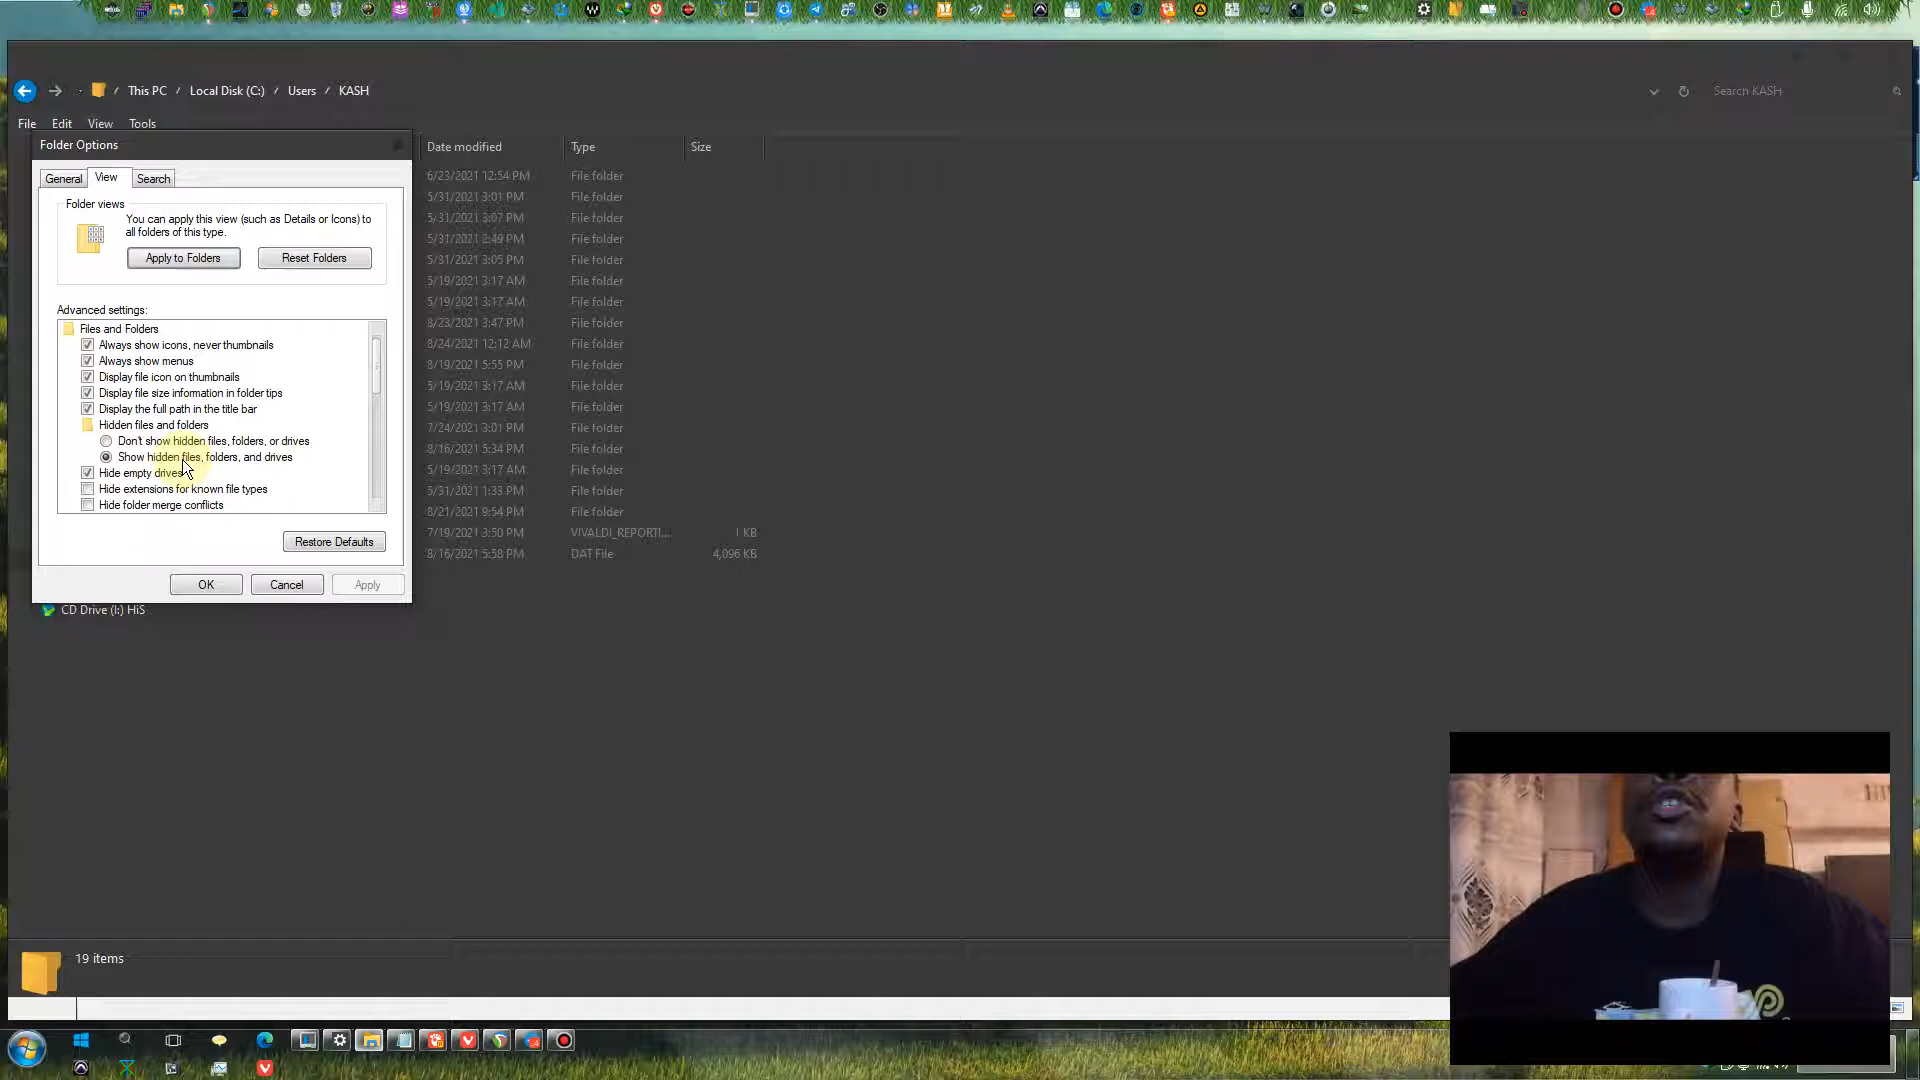 This PC / Local Disk (C:) / Users / KASH
Search KASH
File Edit View Tools
Folder Options
General View Search
Folder views
You can apply this view (such as Details or Icons) to
all folders of this type.
Apply to Folders Reset Folders
Advanced settings:
Files and Folders
Always show icons, never thumbnails
Always show menus
Display file icon on thumbnails
Display file size information in folder tips
Display the full path in the title bar
Hidden files and folders
Don't show hidden files, folders, or drives
Show hidden files, folders, and drives
Hide empty drives
Hide extensions for known file types
Hide folder merge conflicts
Restore Defaults
OK Cancel Apply
CD Drive (I:) HiS
Date modified Type Size
6/23/2021 12:54 PM File folder
5/31/2021 3:01 PM File folder
5/31/2021 3:07 PM File folder
5/31/2021 2:49 PM File folder
5/31/2021 3:05 PM File folder
5/19/2021 3:17 AM File folder
5/19/2021 3:17 AM File folder
8/23/2021 3:47 PM File folder
8/24/2021 12:12 AM File folder
8/19/2021 5:55 PM File folder
5/19/2021 3:17 AM File folder
5/19/2021 3:17 AM File folder
7/24/2021 3:01 PM File folder
8/16/2021 5:34 PM File folder
5/19/2021 3:17 AM File folder
5/31/2021 1:33 PM File folder
8/21/2021 9:54 PM File folder
7/19/2021 3:50 PM VIVALDI_REPORTI... 1 KB
8/16/2021 5:58 PM DAT File 4,096 KB
19 items